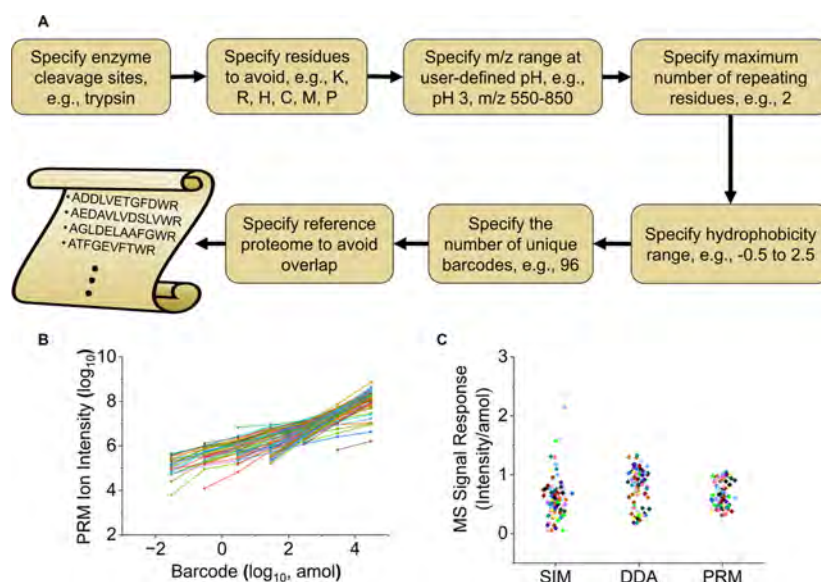 A
Specify enzyme
cleavage sites,
e.g., trypsin
Specify residues
to avoid, e.g., K,
R, H, C, M, P
Specify m/z range at
user-defined pH, e.g.,
pH 3, m/z 550-850
Specify maximum
number of repeating
residues, e.g., 2
Specify hydrophobicity
range, e.g., -0.5 to 2.5
Specify the
number of unique
barcodes, e.g., 96
Specify reference
proteome to avoid
overlap
• ADDLVETGFDWR
• AEDAVLVDSLVWR
• AGLDELAAFGWR
• ATFGEVFTWR
B
PRM Ion Intensity (log10)
10
8
6
4
2
−2
0
2
4
Barcode (log10, amol)
C
MS Signal Response
(Intensity/amol)
3
2
1
0
SIM
DDA
PRM